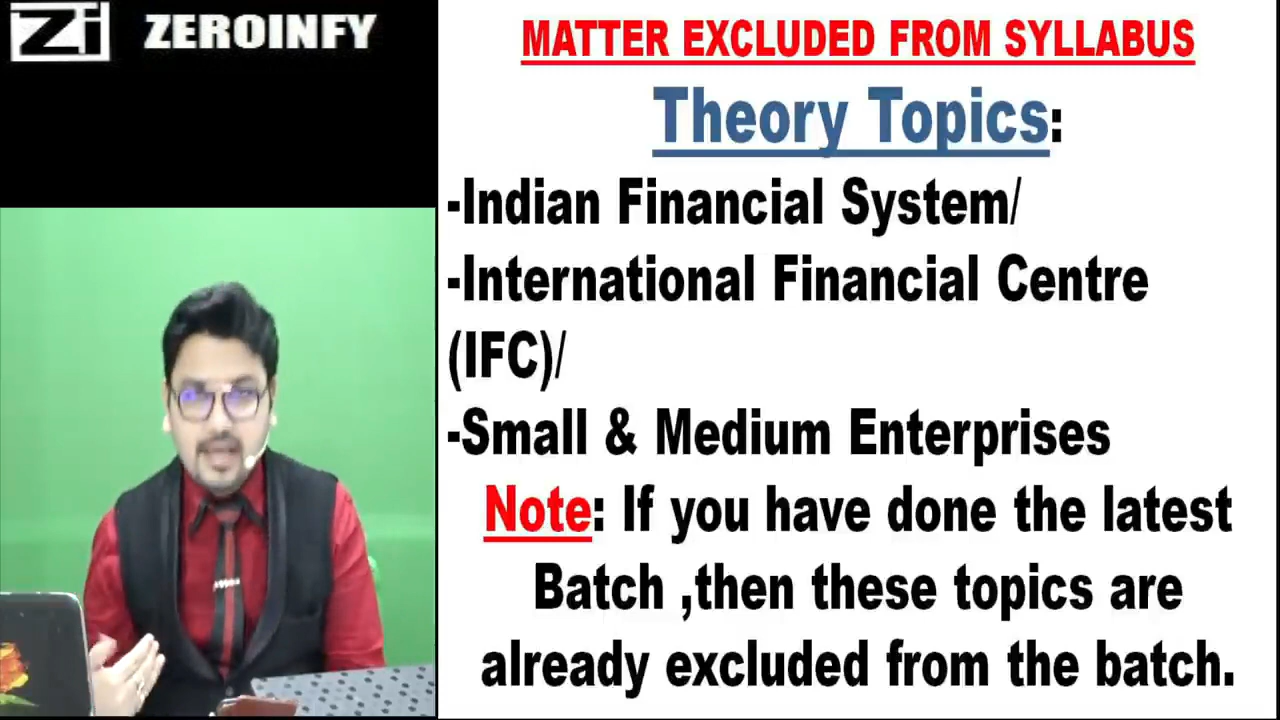 Zi ZEROINFY
MATTER EXCLUDED FROM SYLLABUS
Theory Topics:
-Indian Financial System/
-International Financial Centre
(IFC)/
-Small & Medium Enterprises
Note: If you have done the latest
Batch ,then these topics are
already excluded from the batch.